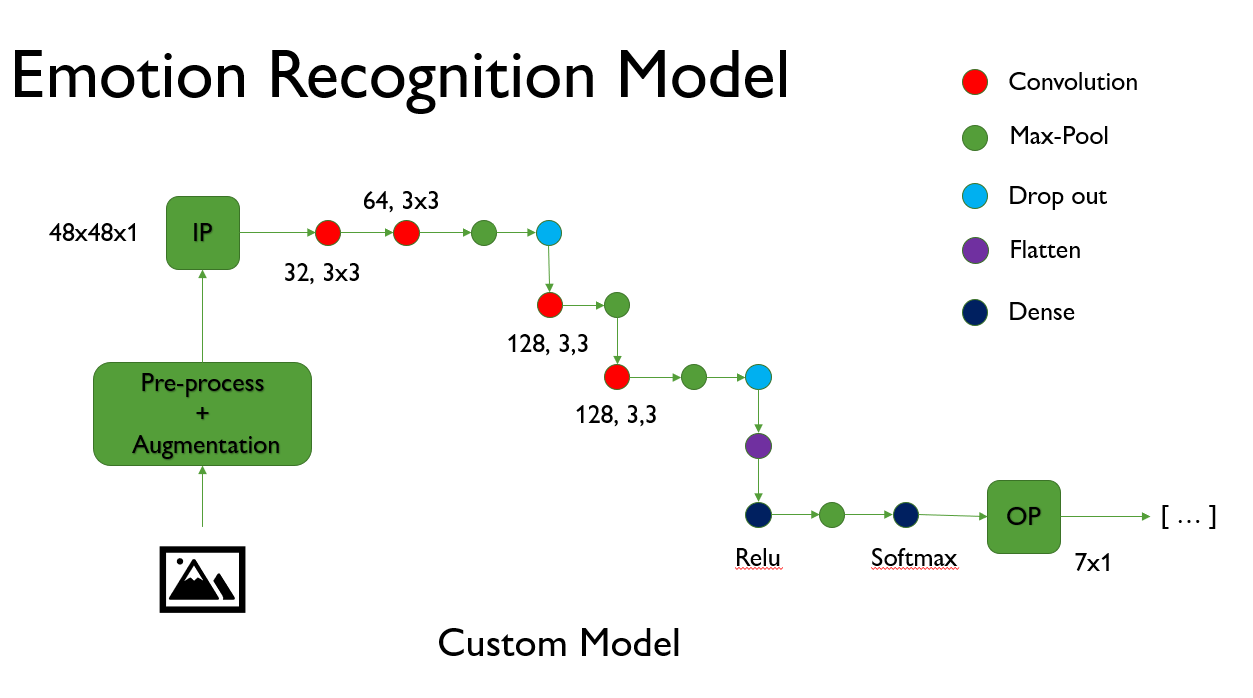 Emotion Recognition Model
Convolution
Max-Pool
Drop out
Flatten
Dense
64, 3x3
48x48x1
IP
32, 3x3
128, 3,3
128, 3,3
Pre-process
+
Augmentation
OP
[ … ]
Relu
Softmax
7x1
Custom Model